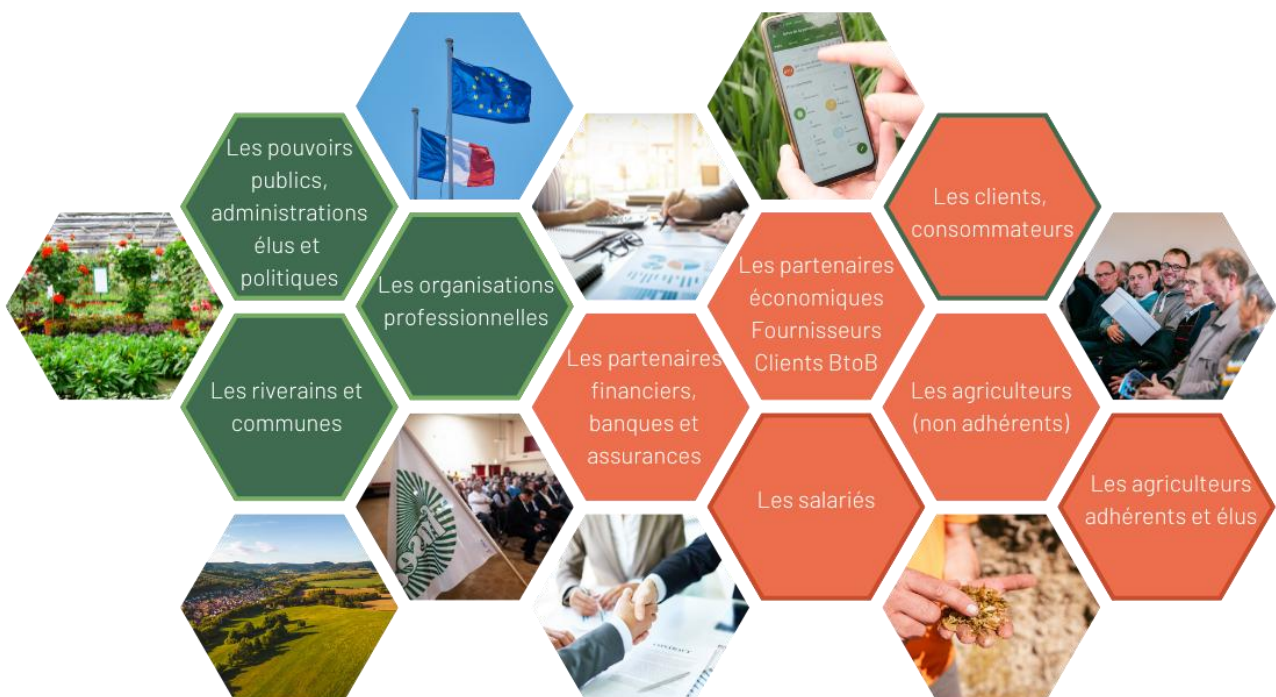 Les pouvoirs
publics,
administrations
élus et
politiques
Les organisations
professionnelles
Les riverains et
communes
Les partenaires
financiers,
banques et
assurances
Les partenaires
économiques
Fournisseurs
Clients BtoB
Les clients,
consommateurs
Les agriculteurs
(non adhérents)
Les salariés
Les agriculteurs
adhérents et élus
CONTRACT